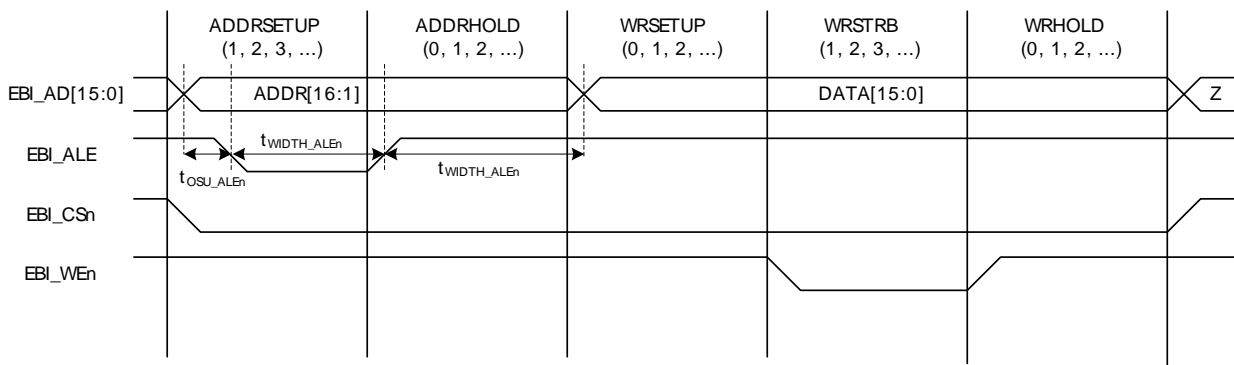 ADDRSETUP ADDRHOLD WRSETUP WRSTRB WRHOLD
(1, 2, 3, ...) (0, 1, 2, ...) (0, 1, 2, ...) (1, 2, 3, ...) (0, 1, 2, ...)
EBI_AD[15:0] ADDR[16:1] DATA[15:0] Z
EBI_ALE tWIDTH_ALEn
tOSU_ALEn tWIDTH_ALEn
EBI_CSn
EBI_WEn